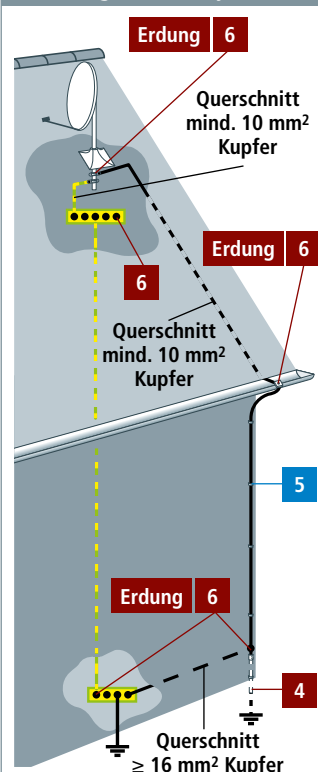 Erdung 6
Querschnitt
mind. 10 mm²
Kupfer
Erdung 6
6
Querschnitt
mind. 10 mm²
Kupfer
5
Erdung 6
4
Querschnitt
≥ 16 mm² Kupfer